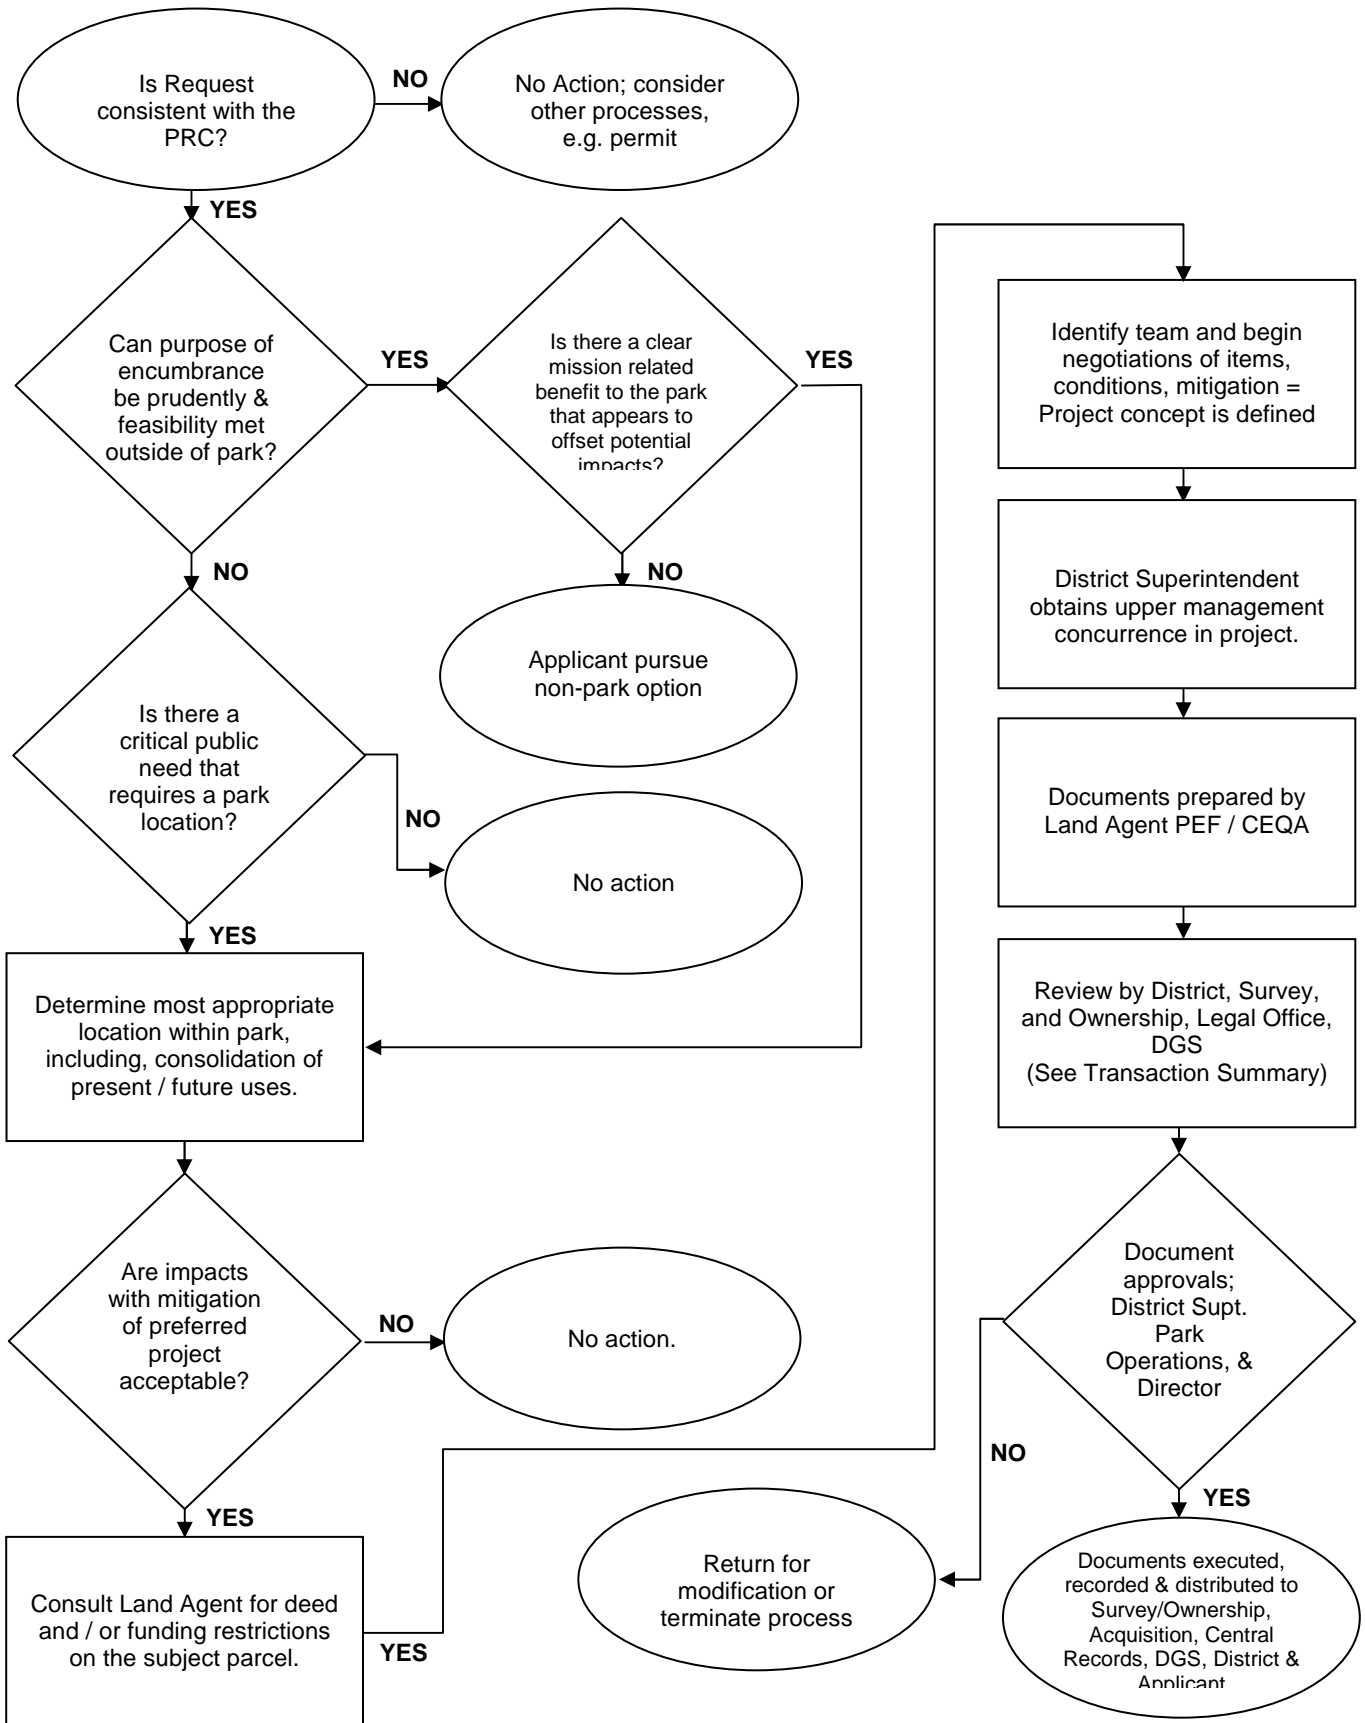 Is Request
consistent with the
PRC?
NO
No Action; consider
other processes,
e.g. permit
YES
Can purpose of
encumbrance
be prudently &
feasibility met
outside of park?
YES
Is there a clear
mission related
benefit to the park
that appears to
offset potential
impacts?
YES
NO
Applicant pursue
non-park option
NO
Is there a
critical public
need that
requires a park
location?
NO
No action
YES
Determine most appropriate
location within park,
including, consolidation of
present / future uses.
Are impacts
with mitigation
of preferred
project
acceptable?
NO
No action.
YES
Consult Land Agent for deed
and / or funding restrictions
on the subject parcel.
YES
Identify team and begin
negotiations of items,
conditions, mitigation =
Project concept is defined
District Superintendent
obtains upper management
concurrence in project.
Documents prepared by
Land Agent PEF / CEQA
Review by District, Survey,
and Ownership, Legal Office,
DGS
(See Transaction Summary)
Document
approvals;
District Supt.
Park
Operations, &
Director
NO
Return for
modification or
terminate process
YES
Documents executed,
recorded & distributed to
Survey/Ownership,
Acquisition, Central
Records, DGS, District &
Applicant